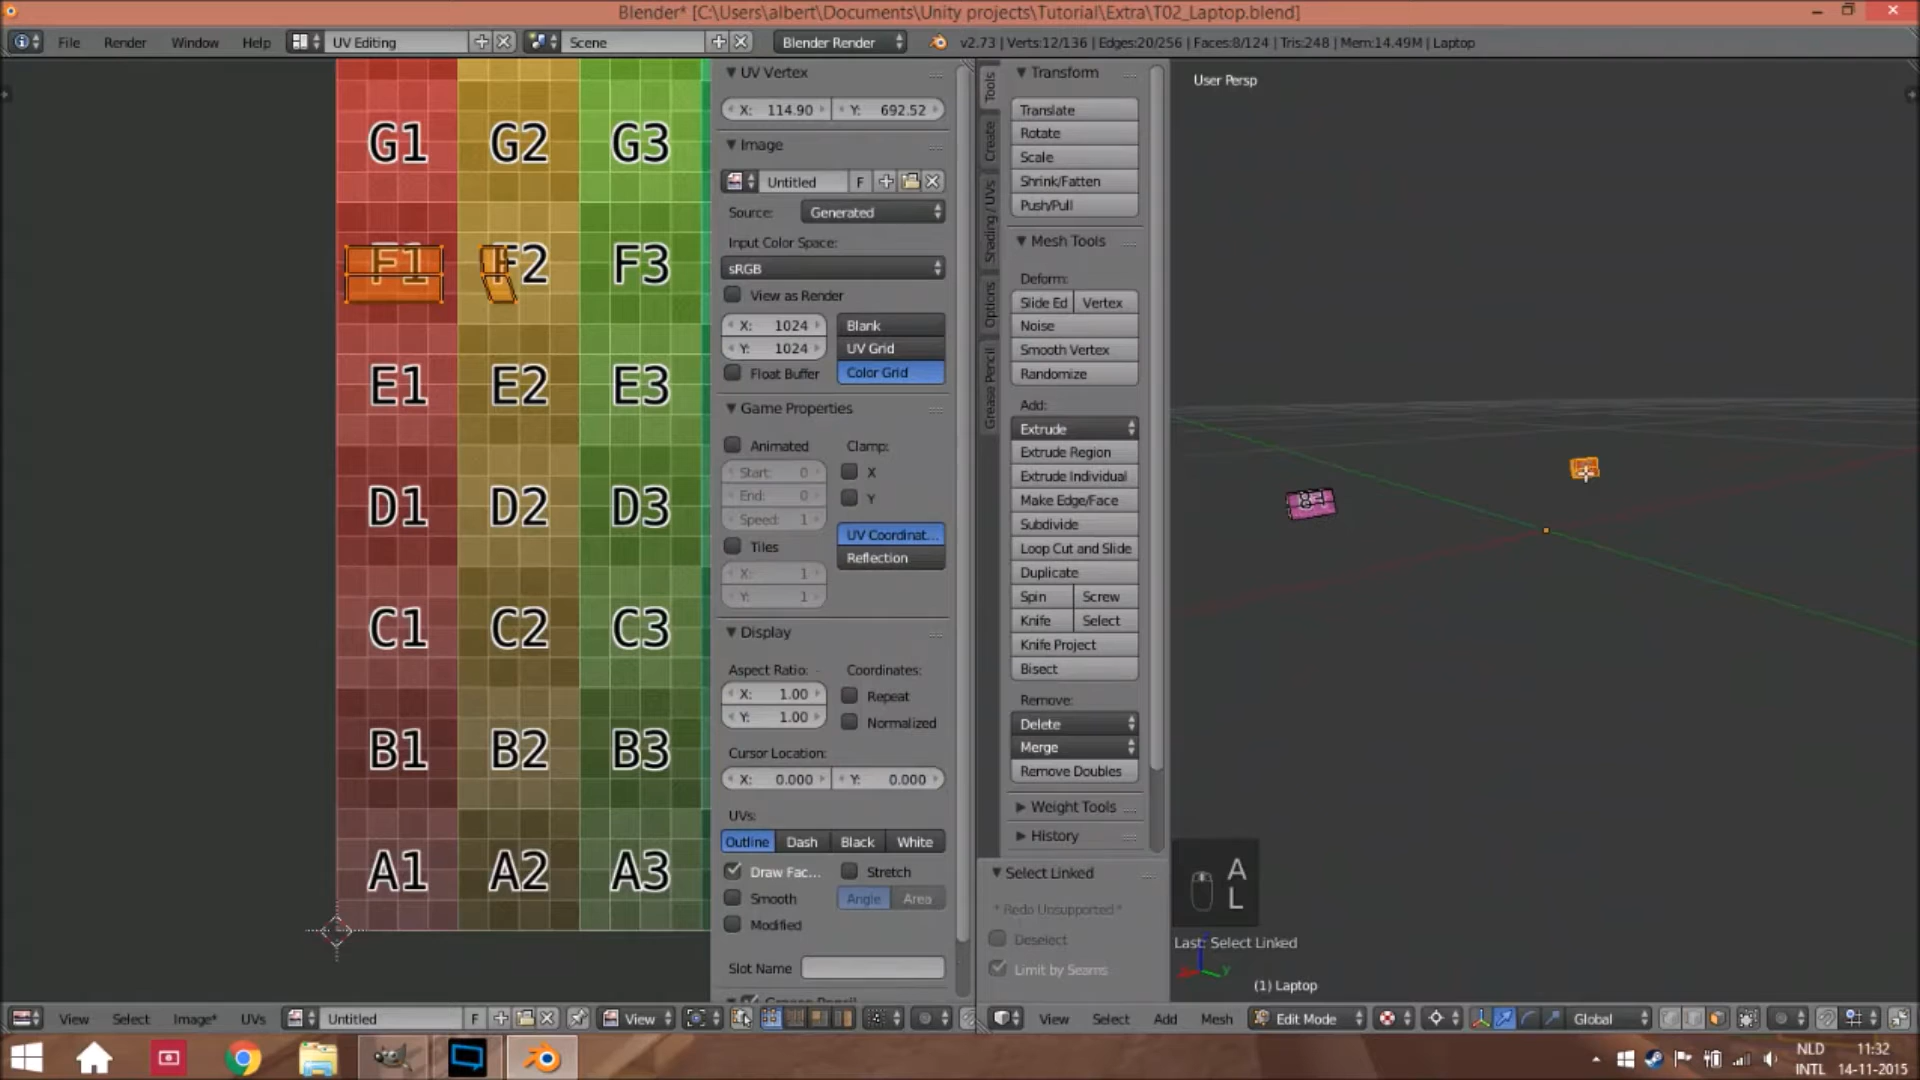 Blender* [C:\Users\albert\Documents\Unity projects\Tutorial\Extra\T02_Laptop.blend]
File Render Window Help UV Editing Scene Blender Render v2.73 | Verts:12/136 | Edges:20/256 | Faces:8/124 | Tris:248 | Mem:14.49M | Laptop
G1 G2 G3
F1 F2 F3
E1 E2 E3
D1 D2 D3
C1 C2 C3
B1 B2 B3
A1 A2 A3
UV Vertex
X: 114.90 Y: 692.52
Image
Untitled F
Source: Generated
Input Color Space:
sRGB
View as Render
X: 1024 Blank
Y: 1024 UV Grid
Float Buffer Color Grid
Game Properties
Animated Clamp:
Start: 0 X
End: 0 Y
Speed: 1
UV Coordinat...
Tiles Reflection
X: 1
Y: 1
Display
Aspect Ratio: Coordinates:
X: 1.00 Repeat
Y: 1.00 Normalized
Cursor Location:
X: 0.000 Y: 0.000
UVs:
Outline Dash Black White
Draw Fac... Stretch
Smooth Angle Area
Modified
Slot Name
Grease Pencil
Tools
Create
Shading / UVs
Options
Grease Pencil
Transform
Translate
Rotate
Scale
Shrink/Fatten
Push/Pull
Mesh Tools
Deform:
Slide Ed Vertex
Noise
Smooth Vertex
Randomize
Add:
Extrude
Extrude Region
Extrude Individual
Make Edge/Face
Subdivide
Loop Cut and Slide
Duplicate
Spin Screw
Knife Select
Knife Project
Bisect
Remove:
Delete
Merge
Remove Doubles
Weight Tools
History
Select Linked
* Redo Unsupported *
Deselect
Limit by Seams
User Persp
A
L
Last: Select Linked
(1) Laptop
View Select Image* UVs Untitled F View
View Select Add Mesh Edit Mode Global
NLD 11:32
INTL 14-11-2015